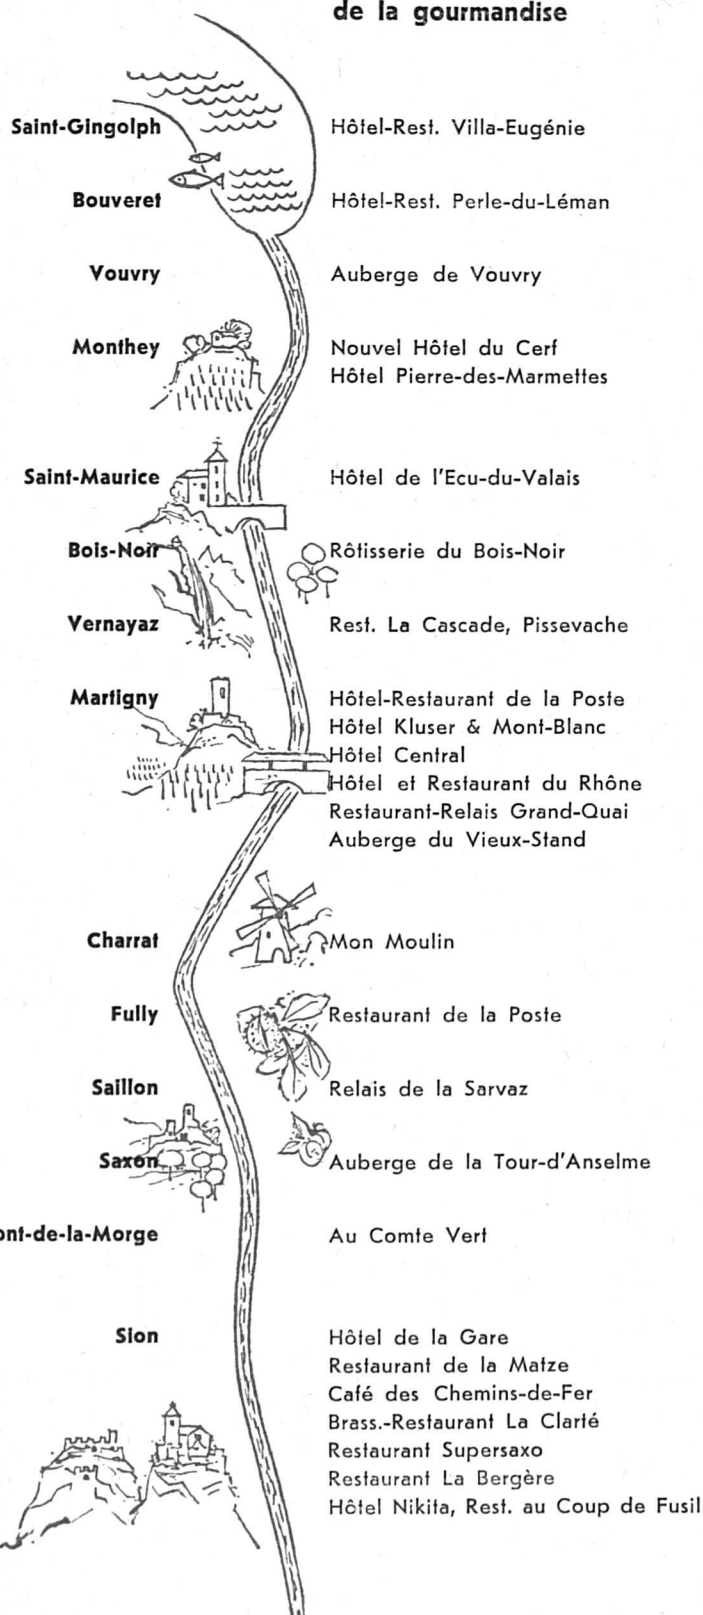 de la gourmandise
Saint-Gingolph Hôtel-Rest. Villa-Eugénie
Bouveret Hôtel-Rest. Perle-du-Léman
Vouvry Auberge de Vouvry
Monthey Nouvel Hôtel du Cerf
Hôtel Pierre-des-Marmettes
Saint-Maurice Hôtel de l'Ecu-du-Valais
Bois-Noir Rôtisserie du Bois-Noir
Vernayaz Rest. La Cascade, Pissevache
Martigny Hôtel-Restaurant de la Poste
Hôtel Kluser & Mont-Blanc
Hôtel Central
Hôtel et Restaurant du Rhône
Restaurant-Relais Grand-Quai
Auberge du Vieux-Stand
Charrat Mon Moulin
Fully Restaurant de la Poste
Saillon Relais de la Sarvaz
Saxon Auberge de la Tour-d'Anselme
ont-de-la-Morge Au Comte Vert
Sion Hôtel de la Gare
Restaurant de la Matze
Café des Chemins-de-Fer
Brass.-Restaurant La Clarté
Restaurant Supersaxo
Restaurant La Bergère
Hôtel Nikita, Rest. au Coup de Fusil